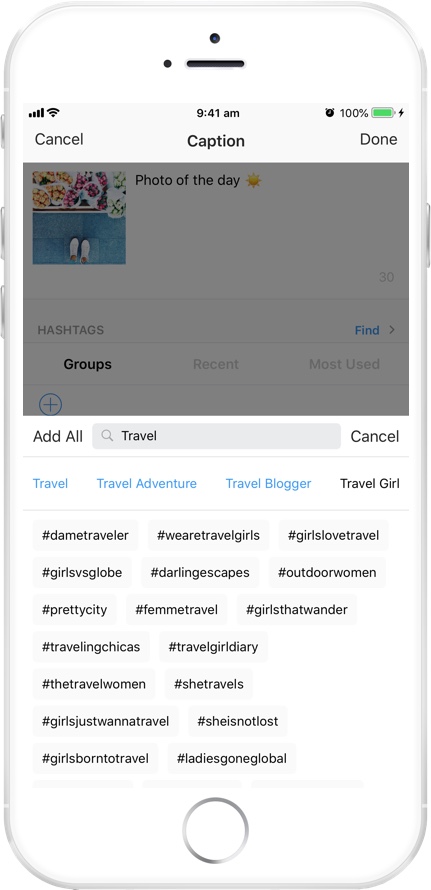 9:41 am 100%
Cancel Caption Done
Photo of the day ☀️
30
HASHTAGS Find
Groups Recent Most Used
Add All Travel Cancel
Travel Travel Adventure Travel Blogger Travel Girl
#dametraveler #wearetravelgirls #girlslovetravel
#girlsvsglobe #darlingescapes #outdoorwomen
#prettycity #femmetravel #girlsthatwander
#travelingchicas #travelgirldiary
#thetravelwomen #shetravels
#girlsjustwannatravel #sheisnotlost
#girlsborntotravel #ladiesgoneglobal